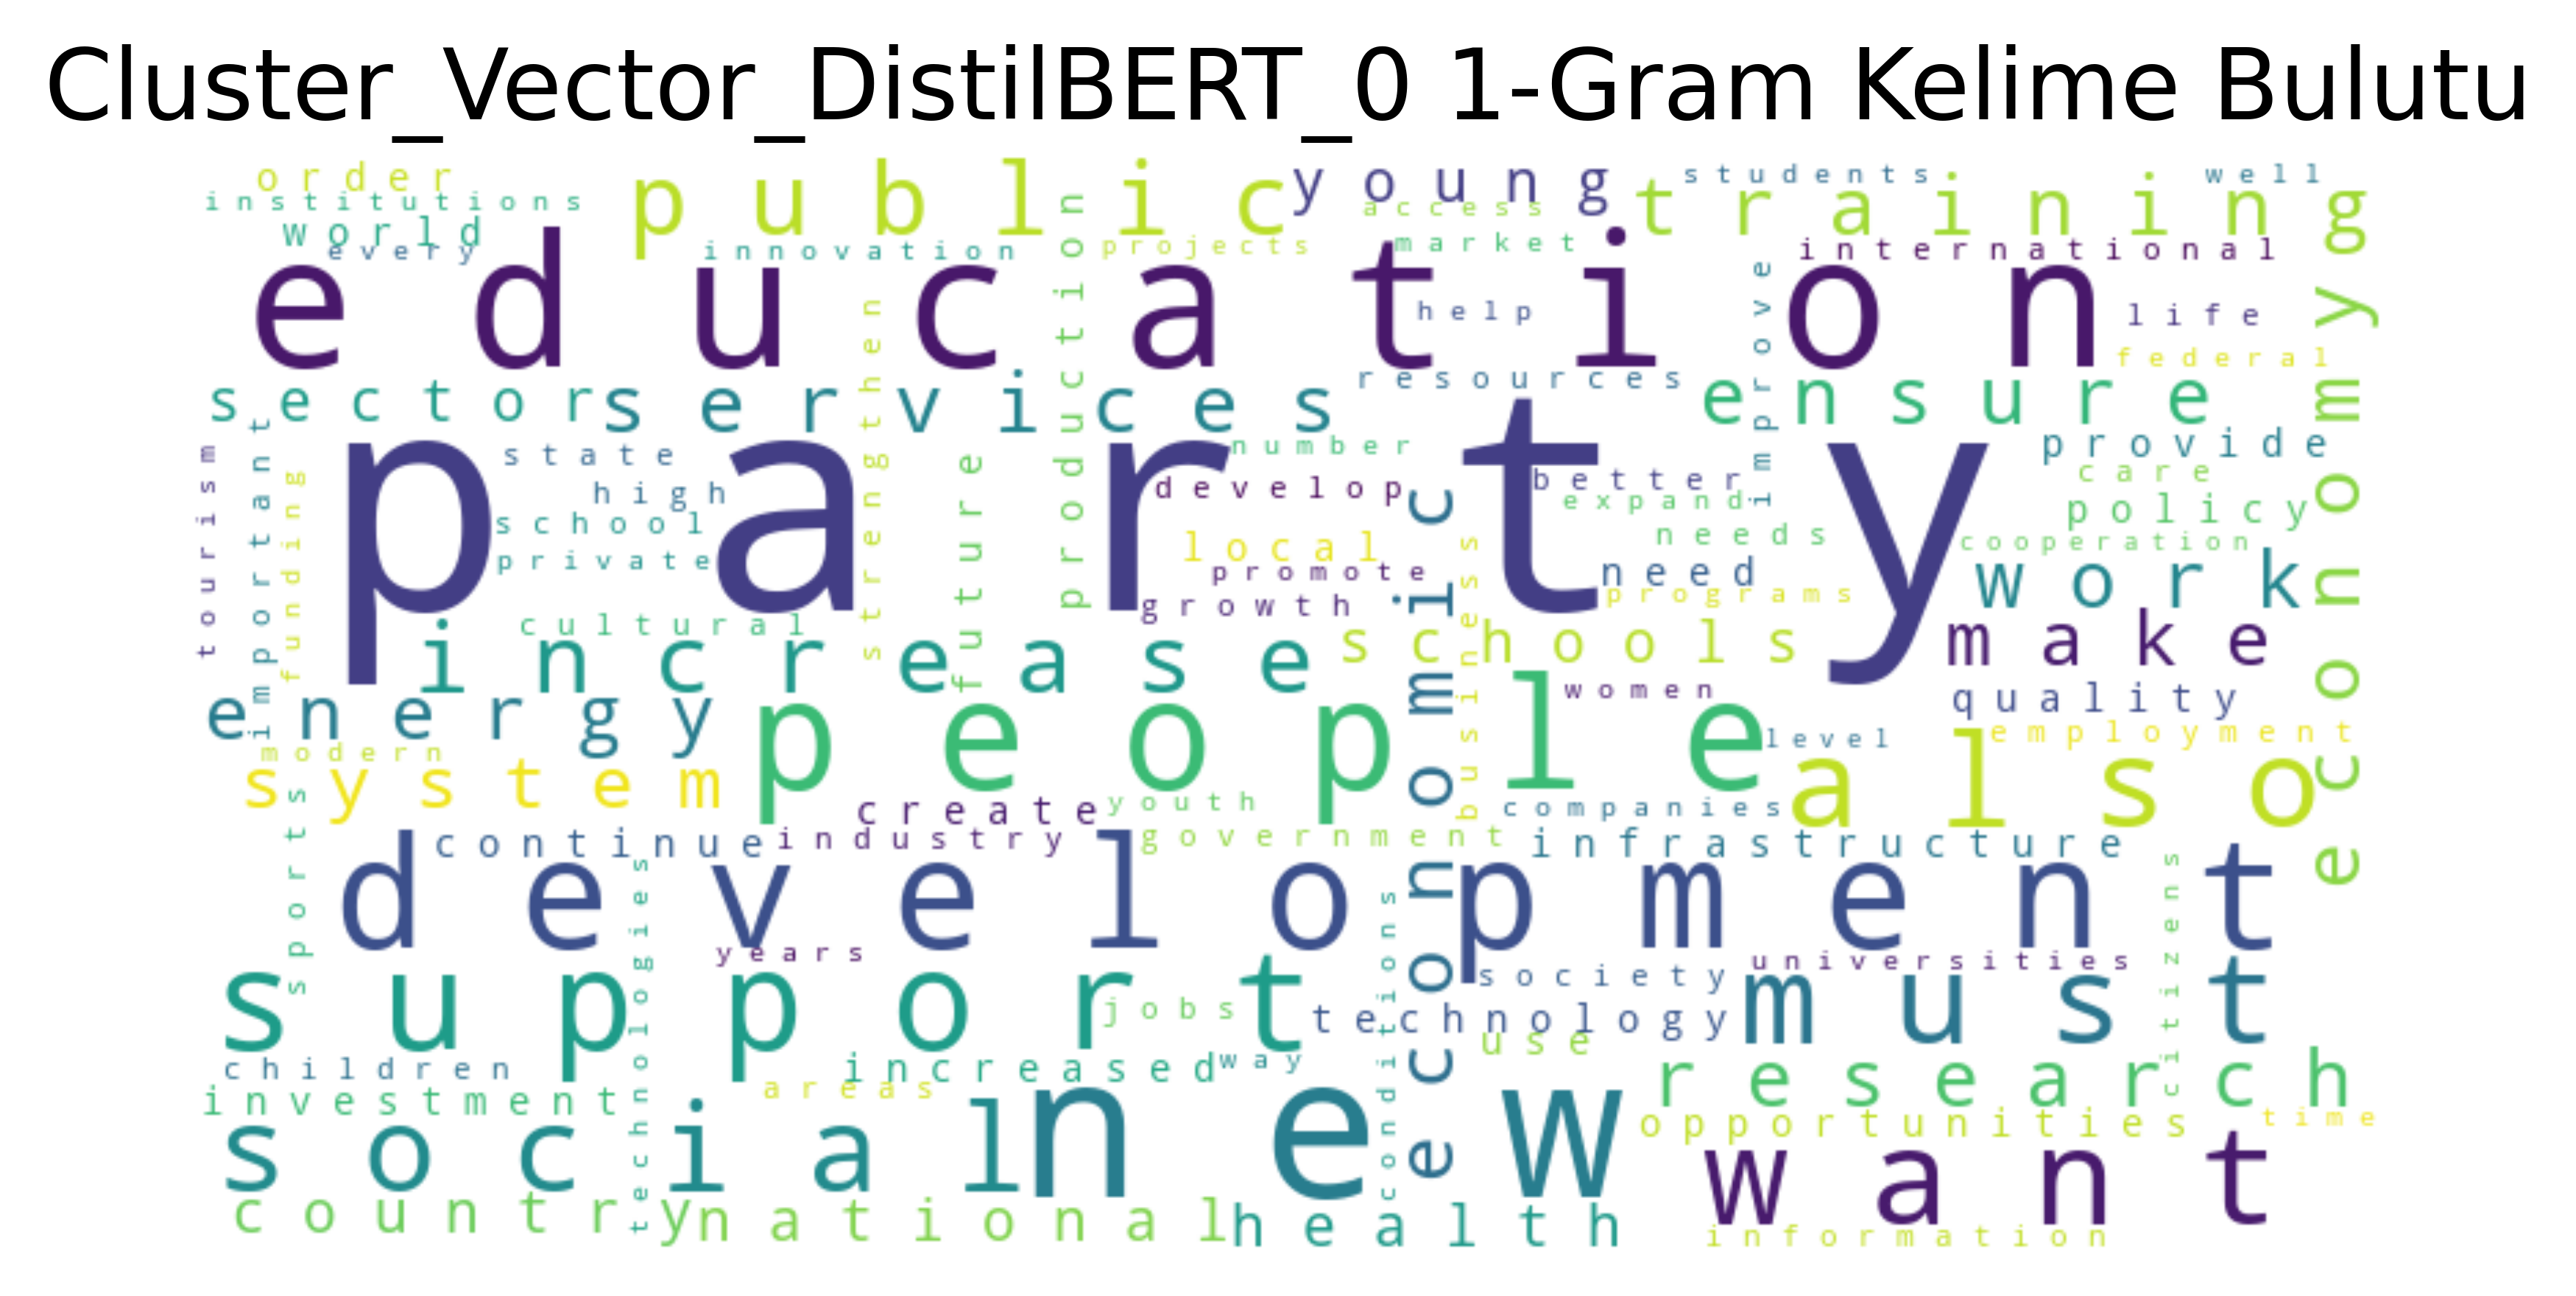 Cluster_Vector_DistilBERT_0 1-Gram Kelime Bulutu
order
public
young
students
well
institutions
access
training
world
every
innovation
projects
market
international
education
help
improve
life
federal
production
strengthen
sector
services
resources
ensure
economy
party
state
number
provide
high
develop
better
care
school
expand
policy
private
local
needs
cooperation
promote
need
work
growth
programs
tourism
important
funding
future
economic
business
cultural
increase
schools
make
women
quality
energy
people
level
employment
modern
system
also
create
youth
companies
continue
industry
government
infrastructure
sports
development
technologies
conditions
citizens
years
universities
support
society
must
jobs
technology
use
children
increased
way
research
investment
areas
social
new
opportunities
time
want
country
national
health
information